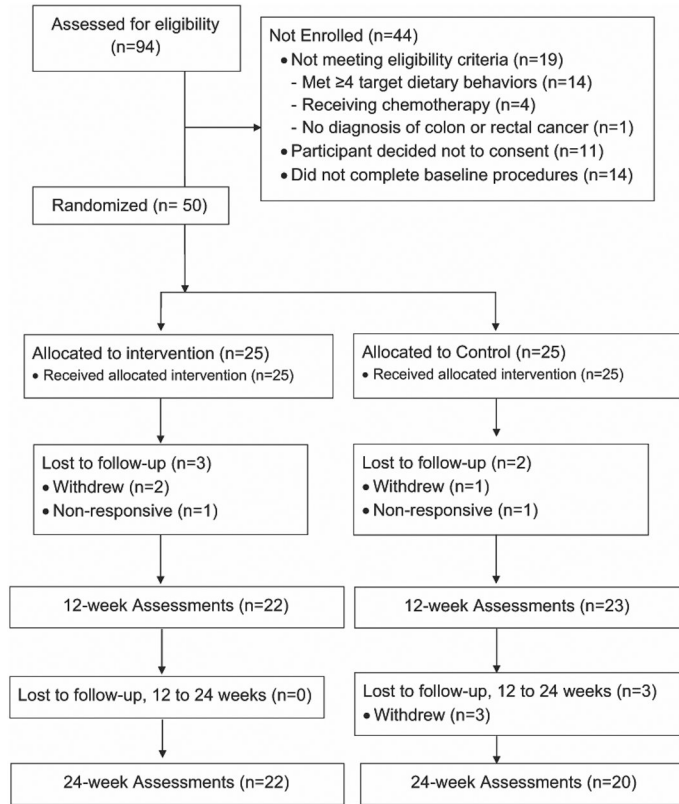 Assessed for eligibility
(n=94)
Not Enrolled (n=44)
• Not meeting eligibility criteria (n=19)
- Met ≥4 target dietary behaviors (n=14)
- Receiving chemotherapy (n=4)
- No diagnosis of colon or rectal cancer (n=1)
• Participant decided not to consent (n=11)
• Did not complete baseline procedures (n=14)
Randomized (n= 50)
Allocated to intervention (n=25)
• Received allocated intervention (n=25)
Allocated to Control (n=25)
• Received allocated intervention (n=25)
Lost to follow-up (n=3)
• Withdrew (n=2)
• Non-responsive (n=1)
Lost to follow-up (n=2)
• Withdrew (n=1)
• Non-responsive (n=1)
12-week Assessments (n=22)
12-week Assessments (n=23)
Lost to follow-up, 12 to 24 weeks (n=0)
Lost to follow-up, 12 to 24 weeks (n=3)
• Withdrew (n=3)
24-week Assessments (n=22)
24-week Assessments (n=20)